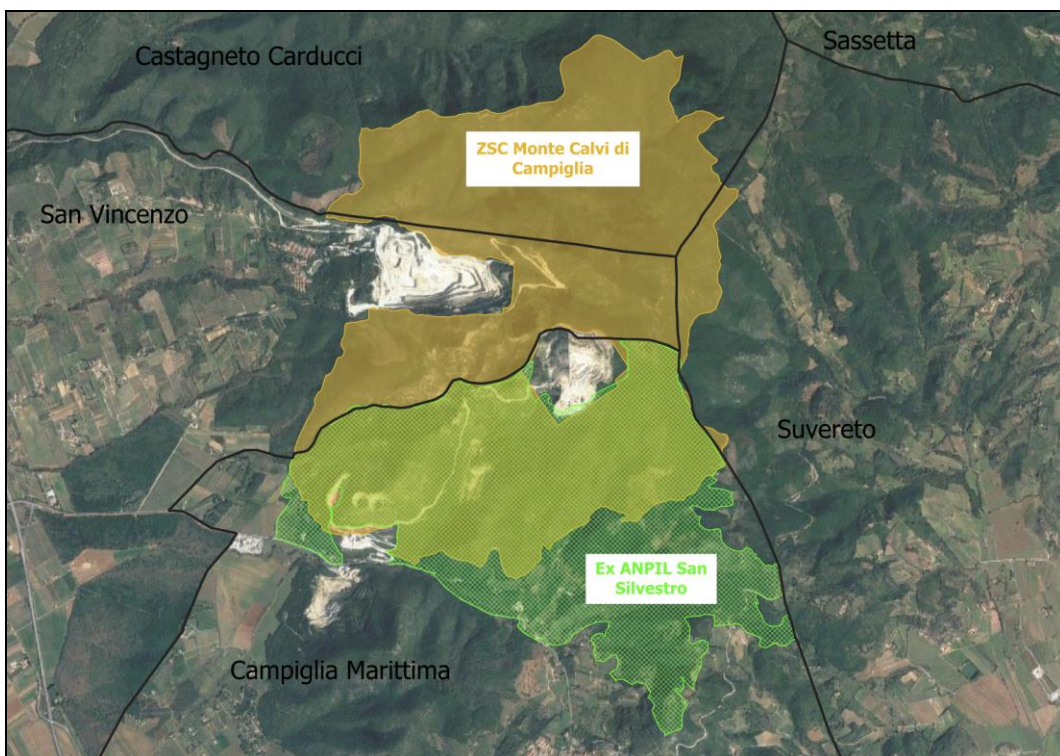 Castagneto Carducci
Sassetta
ZSC Monte Calvi di
Campiglia
San Vincenzo
Suvereto
Ex ANPIL San
Silvestro
Campiglia Marittima